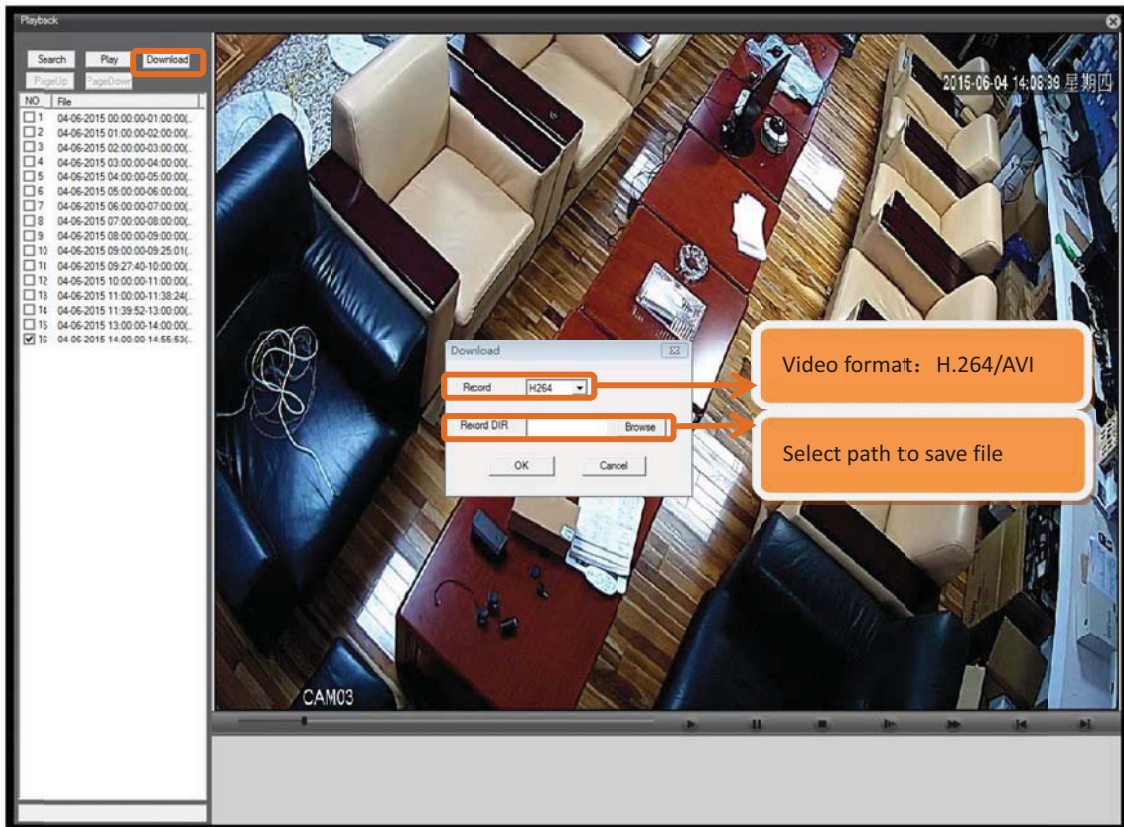 Playback
Search Play Download
PageUp PageDown
NO File
1 04-06-2015 00:00:00-01:00:00(..
2 04-06-2015 01:00:00-02:00:00(..
3 04-06-2015 02:00:00-03:00:00(..
4 04-06-2015 03:00:00-04:00:00(..
5 04-06-2015 04:00:00-05:00:00(..
6 04-06-2015 05:00:00-06:00:00(..
7 04-06-2015 06:00:00-07:00:00(..
8 04-06-2015 07:00:00-08:00:00(..
9 04-06-2015 08:00:00-09:00:00(..
10 04-06-2015 09:00:00-09:25:01(..
11 04-06-2015 09:27:40-10:00:00(..
12 04-06-2015 10:00:00-11:00:00(..
13 04-06-2015 11:00:00-11:38:24(..
14 04-06-2015 11:39:52-13:00:00(..
15 04-06-2015 13:00:00-14:00:00(..
16 04-06-2015 14:00:00-14:55:53(..
2015-06-04 14:08:39 星期四
Download
Record H264
Record DIR Browse
OK Cancel
Video format：H.264/AVI
Select path to save file
CAM03